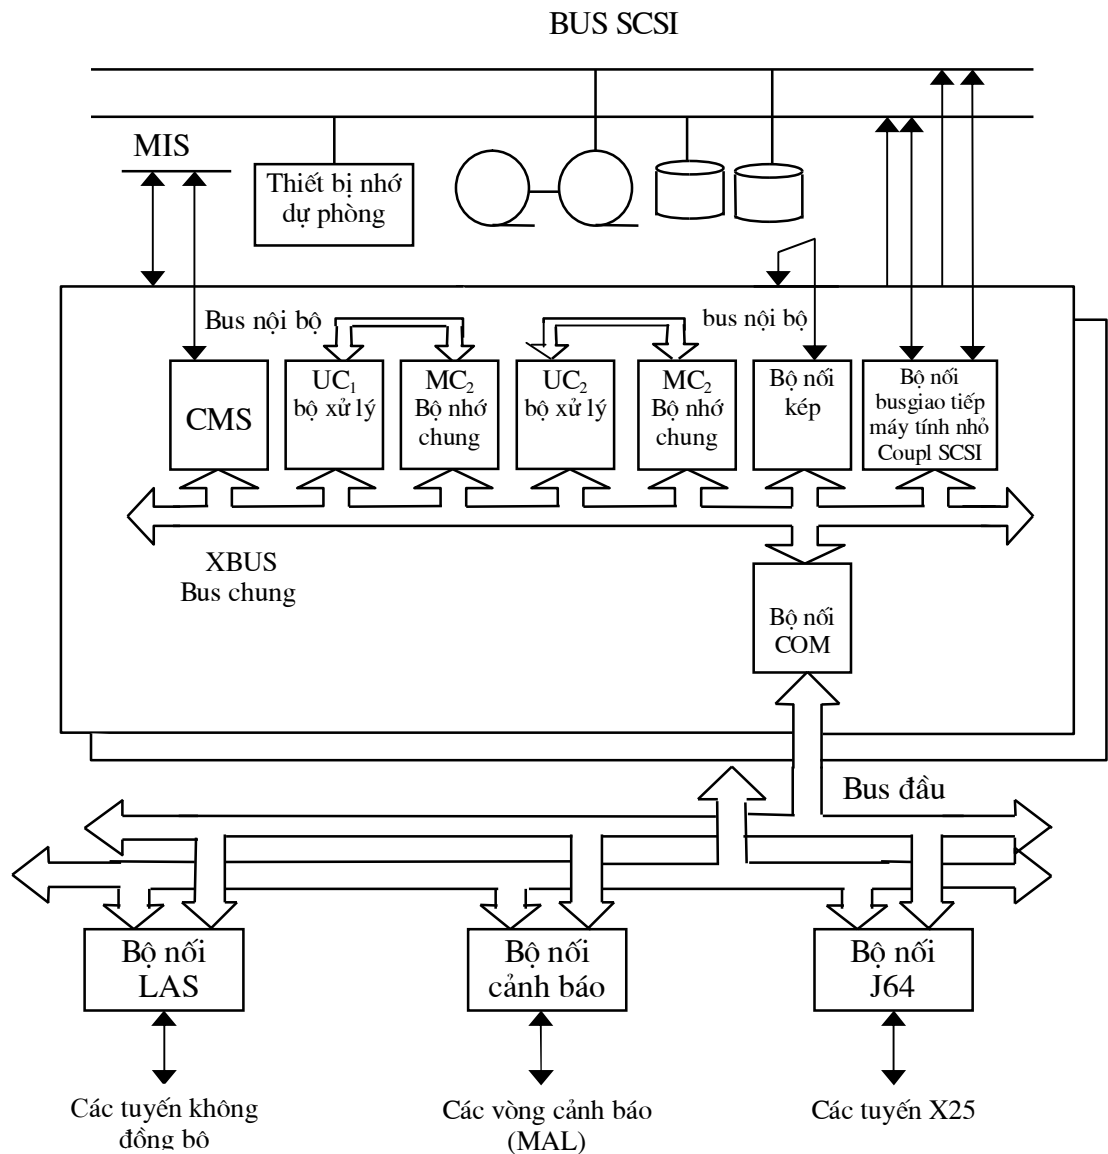 BUS SCSI
MIS
Thiết bị nhớ
dự phòng
Bus nội bộ
bus nội bộ
CMS
UC1
bộ xử lý
MC2
Bộ nhớ
chung
UC2
bộ xử lý
MC2
Bộ nhớ
chung
Bộ nối
kép
Bộ nối
busgiao tiếp
máy tính nhỏ
Coupl SCSI
XBUS
Bus chung
Bộ nối
COM
Bus đầu
Bộ nối
LAS
Bộ nối
cảnh báo
Bộ nối
J64
Các tuyến không
đồng bộ
Các vòng cảnh báo
(MAL)
Các tuyến X25